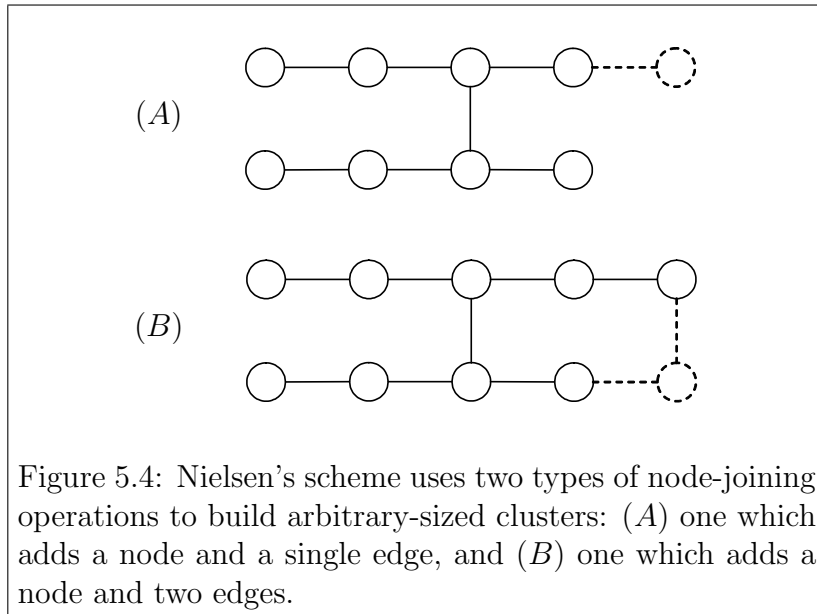 (A)
(B)
Figure 5.4: Nielsen's scheme uses two types of node-joining
operations to build arbitrary-sized clusters: (A) one which
adds a node and a single edge, and (B) one which adds a
node and two edges.